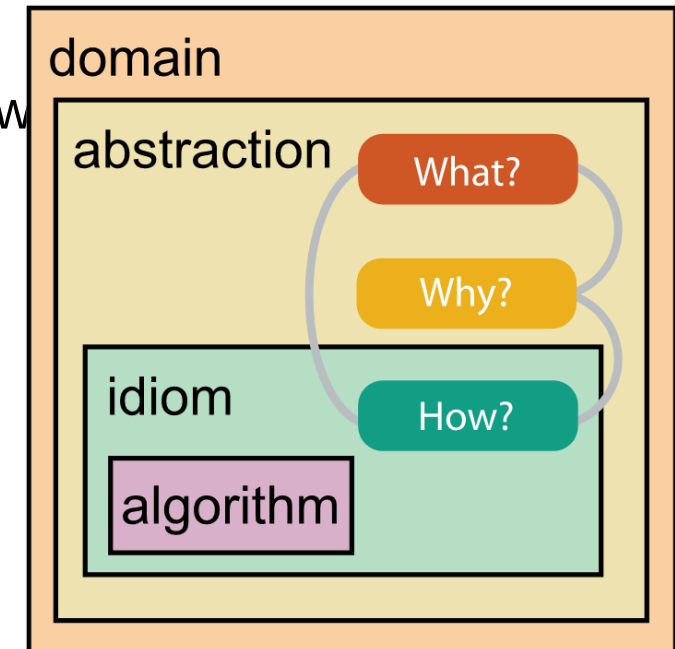 domain
w
abstraction
What?
Why?
idiom
How?
algorithm